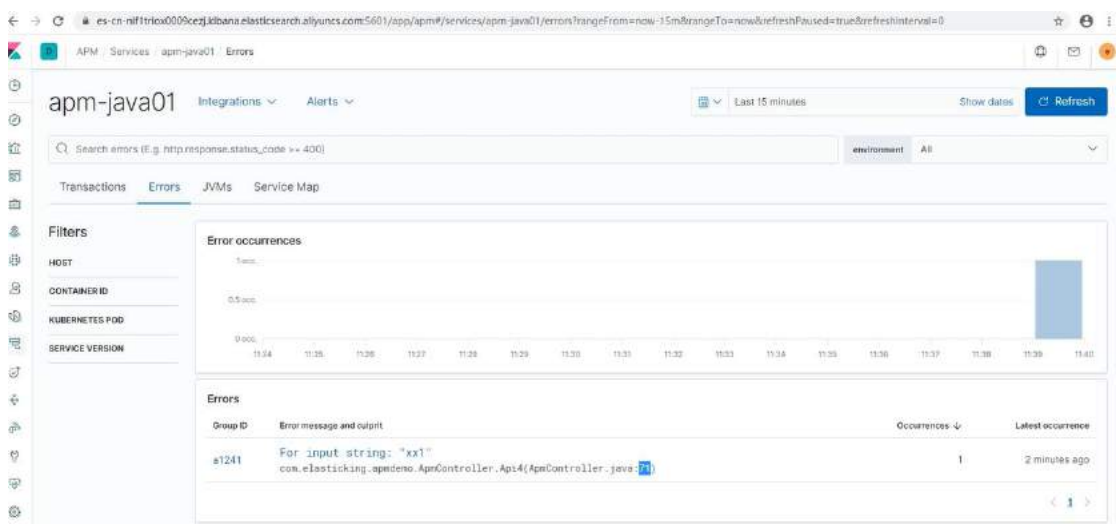 es-cn-nif1triox0009cezj.kibana.elasticsearch.aliyuncs.com:5601/app/apm#/services/apm-java01/errors?rangeFrom=now-15m&rangeTo=now&refreshPaused=true&refreshInterval=0
D APM / Services / apm-java01 / Errors
apm-java01 Integrations Alerts Last 15 minutes Show dates Refresh
Search errors (E.g. http.response.status_code >= 400) environment All
Transactions Errors JVMs Service Map
Filters
HOST
CONTAINER ID
KUBERNETES POD
SERVICE VERSION
Error occurrences
1 occ.
0.5 occ.
0 occ.
11:24 11:25 11:26 11:27 11:28 11:29 11:30 11:31 11:32 11:33 11:34 11:35 11:36 11:37 11:38 11:39 11:40
Errors
Group ID Error message and culprit Occurrences Latest occurrence
a1241 For input string: "xx1" 1 2 minutes ago
com.elasticking.apmdemo.ApmController.Api4(ApmController.java:71)
< 1 >